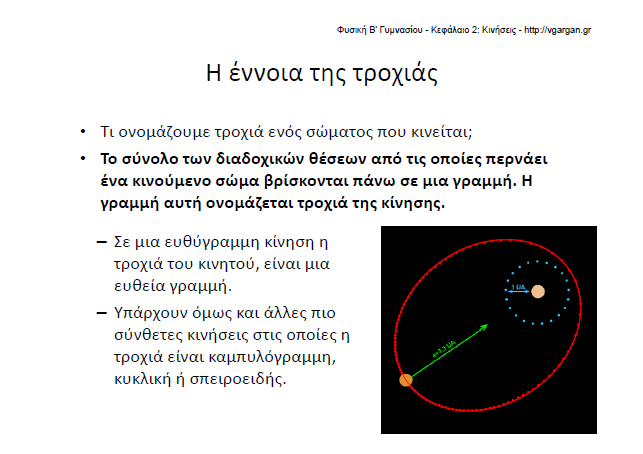 Φυσική Β' Γυμνασίου - Κεφάλαιο 2: Κινήσεις - http://vgargan.gr
Η έννοια της τροχιάς
• Τι ονομάζουμε τροχιά ενός σώματος που κινείται;
• Το σύνολο των διαδοχικών θέσεων από τις οποίες περνάει
ένα κινούμενο σώμα βρίσκονται πάνω σε μια γραμμή. Η
γραμμή αυτή ονομάζεται τροχιά της κίνησης.
– Σε μια ευθύγραμμη κίνηση η
τροχιά του κινητού, είναι μια
ευθεία γραμμή.
– Υπάρχουν όμως και άλλες πιο
σύνθετες κινήσεις στις οποίες η
τροχιά είναι καμπυλόγραμμη,
κυκλική ή σπειροειδής.
1 UA